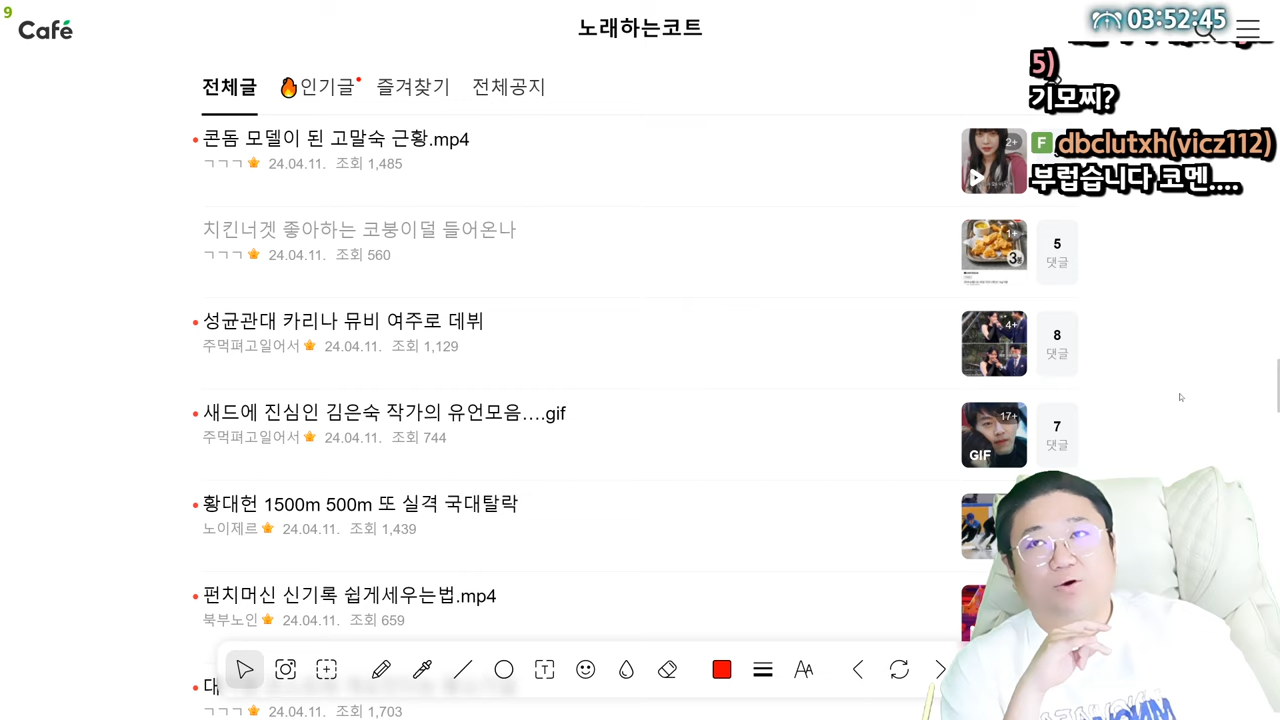 9
Café
노래하는코트
03:52:45
전체글
🔥인기글
즐겨찾기
전체공지
5)
기모찌?
F dbclutxh(vicz112)
부럽습니다 코멘....
콘돔 모델이 된 고말숙 근황.mp4
ㄱㄱㄱ 24.04.11. 조회 1,485
2+
치킨너겟 좋아하는 코붕이덜 들어온나
ㄱㄱㄱ 24.04.11. 조회 560
1+
3봉
5
댓글
성균관대 카리나 뮤비 여주로 데뷔
주먹펴고일어서 24.04.11. 조회 1,129
4+
8
댓글
새드에 진심인 김은숙 작가의 유언모음....gif
주먹펴고일어서 24.04.11. 조회 744
17+
GIF
7
댓글
황대헌 1500m 500m 또 실격 국대탈락
노이제르 24.04.11. 조회 1,439
펀치머신 신기록 쉽게세우는법.mp4
북부노인 24.04.11. 조회 659
대
ㄱㄱㄱ 24.04.11. 조회 1,703